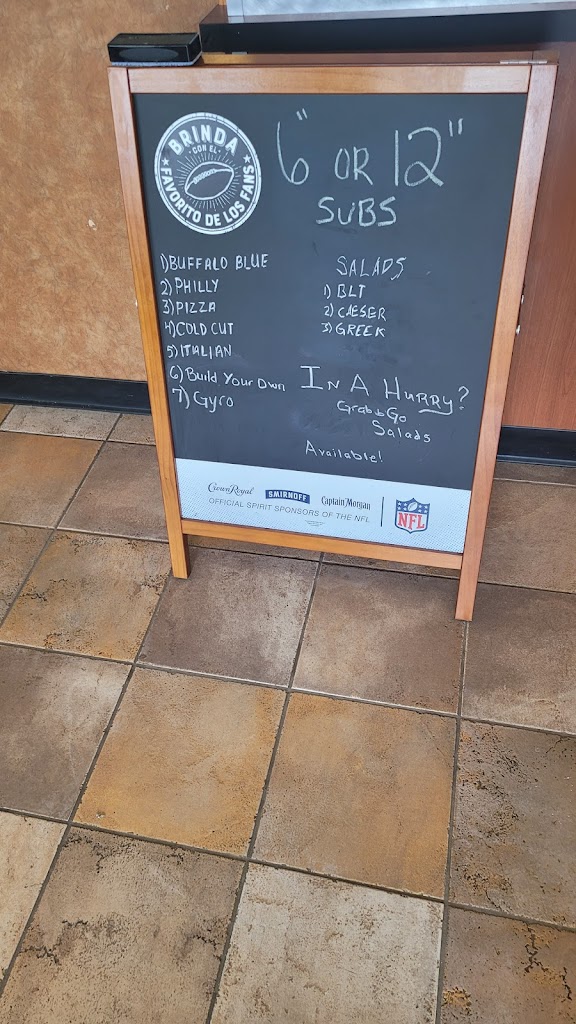 BRINDA
CON EL
FAVORITO DE LOS FANS
6" OR 12"
SUBS
1) BUFFALO BLUE
2) PHILLY
3) PIZZA
4) COLD CUT
5) ITALIAN
6) Build Your Own
7) Gyro
SALADS
1) BLT
2) CAESER
3) GREEK
IN A HURRY?
Grab & Go
Salads
Available!
Crown Royal SMIRNOFF Captain Morgan
OFFICIAL SPIRIT SPONSORS OF THE NFL
NFL